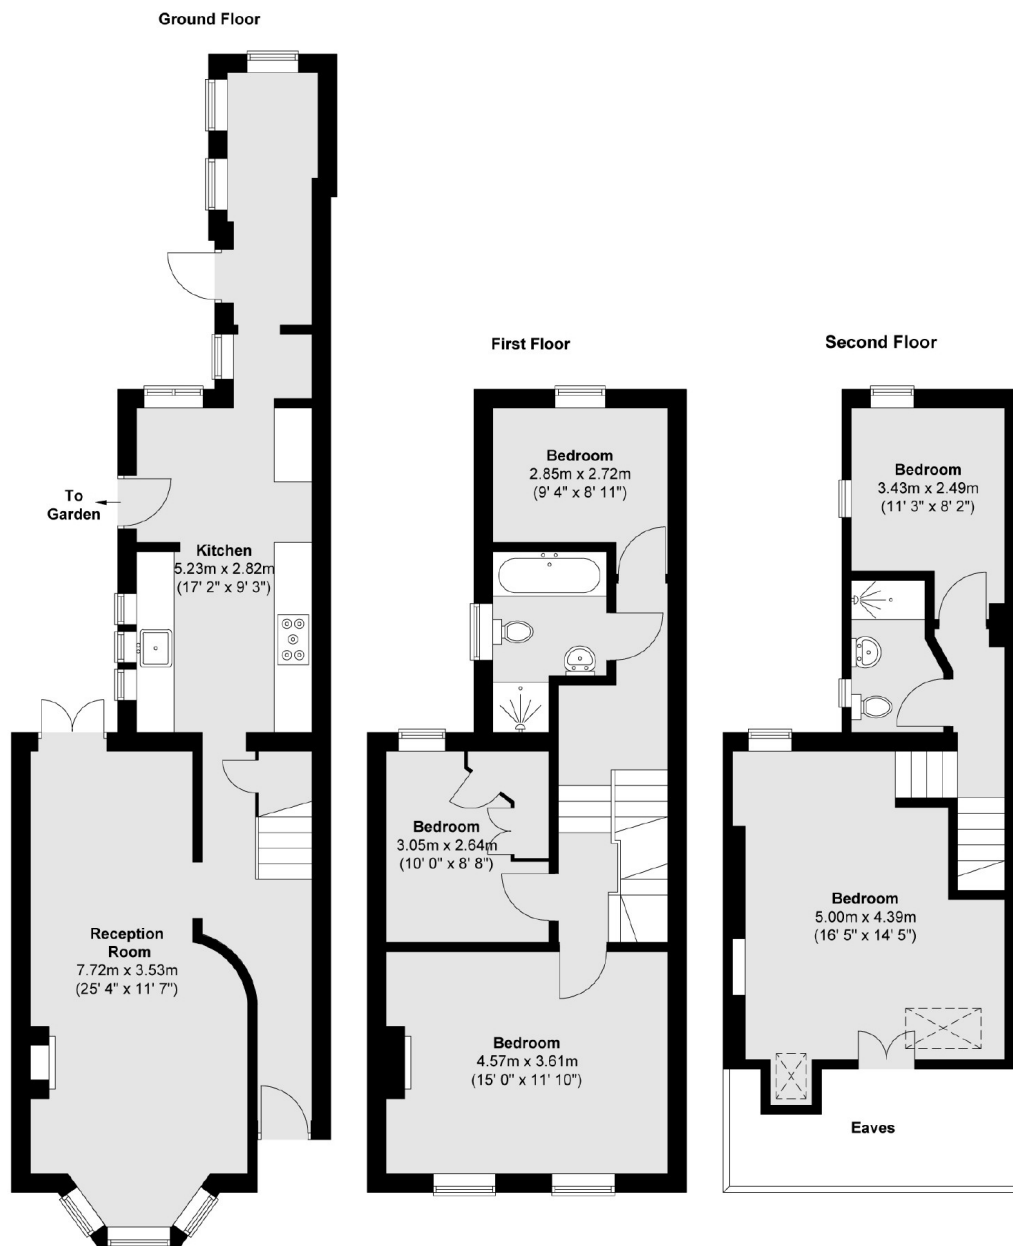 Ground Floor
To
Garden
Kitchen
5.23m x 2.82m
(17' 2" x 9' 3")
Reception
Room
7.72m x 3.53m
(25' 4" x 11' 7")
First Floor
Bedroom
2.85m x 2.72m
(9' 4" x 8' 11")
Bedroom
3.05m x 2.64m
(10' 0" x 8' 8")
Bedroom
4.57m x 3.61m
(15' 0" x 11' 10")
Second Floor
Bedroom
3.43m x 2.49m
(11' 3" x 8' 2")
Bedroom
5.00m x 4.39m
(16' 5" x 14' 5")
Eaves